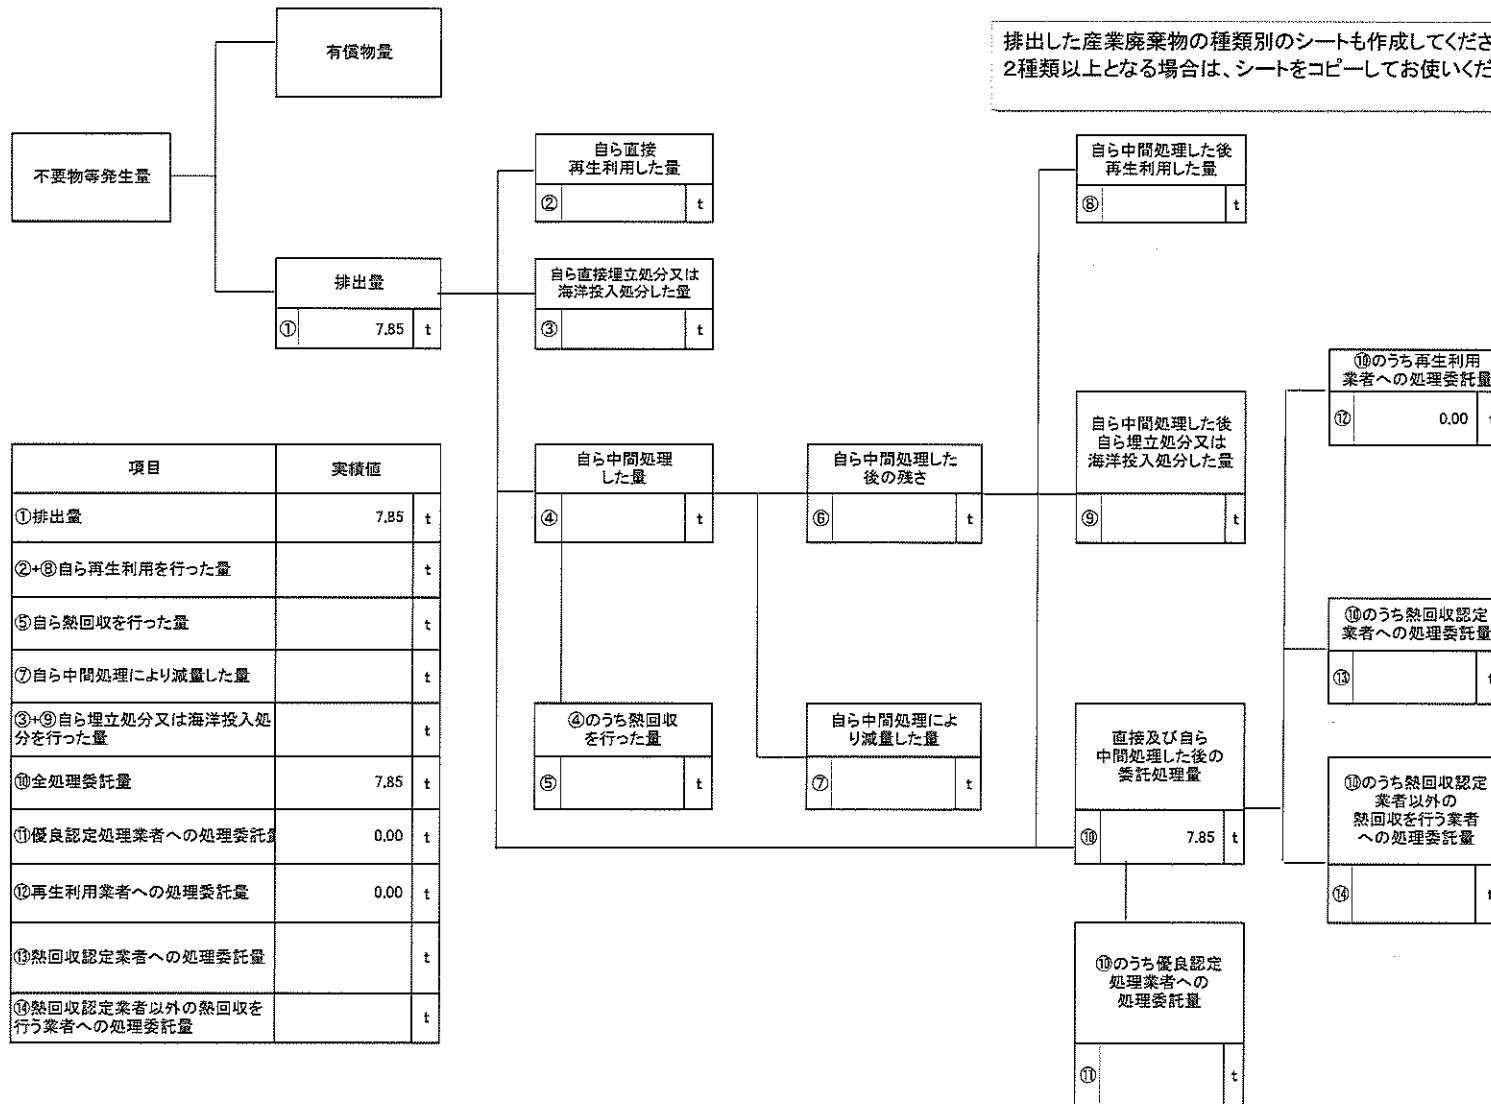 有償物量
排出した産業廃棄物の種類別のシートも作成してくださ
2種類以上となる場合は、シートをコピーしてお使いくだ
不要物等発生量
自ら直接
再生利用した量
② t
自ら中間処理した後
再生利用した量
⑧ t
排出量
① 7.85 t
自ら直接埋立処分又は
海洋投入処分した量
③ t
⑩のうち再生利用
業者への処理委託量
⑫ 0.00 t
項目 実績値
①排出量 7.85 t
②+⑧自ら再生利用を行った量 t
⑤自ら熱回収を行った量 t
⑦自ら中間処理により減量した量 t
③+⑨自ら埋立処分又は海洋投入処
分を行った量 t
⑩全処理委託量 7.85 t
⑪優良認定処理業者への処理委託量 0.00 t
⑫再生利用業者への処理委託量 0.00 t
⑬熱回収認定業者への処理委託量 t
⑭熱回収認定業者以外の熱回収を
行う業者への処理委託量 t
自ら中間処理
した量
④ t
自ら中間処理した
後の残さ
⑥ t
自ら中間処理した後
自ら埋立処分又は
海洋投入処分した量
⑨ t
⑩のうち熱回収認定
業者への処理委託量
⑬ t
④のうち熱回収
を行った量
⑤ t
自ら中間処理によ
り減量した量
⑦ t
直接及び自ら
中間処理した後の
委託処理量
⑩ 7.85 t
⑩のうち熱回収認定
業者以外の
熱回収を行う業者
への処理委託量
⑭ t
⑩のうち優良認定
処理業者への
処理委託量
⑪ t